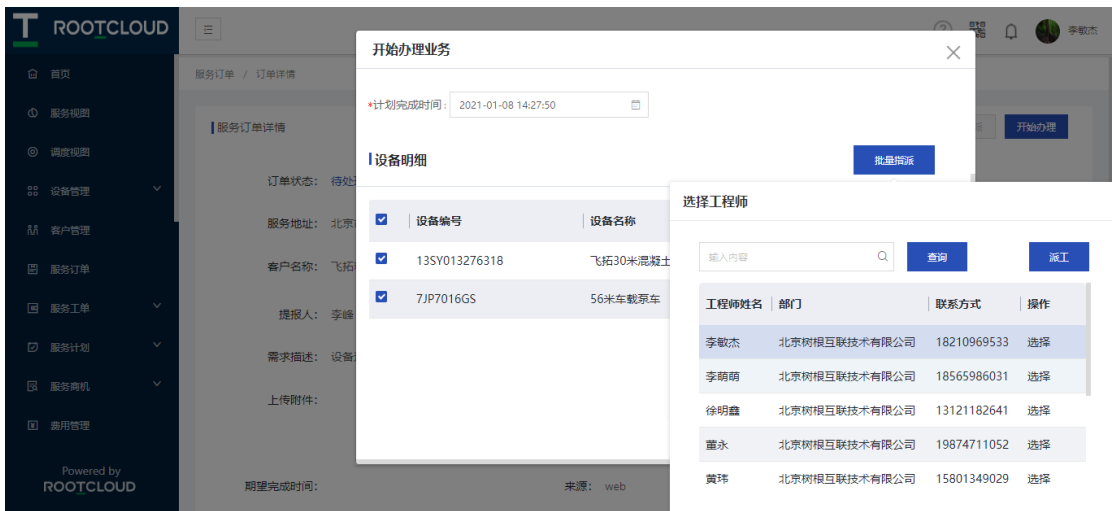 ROOTCLOUD
李敏杰
首页
服务视图
调度视图
设备管理
客户管理
服务订单
服务工单
服务计划
服务商机
费用管理
Powered by
ROOTCLOUD
服务订单 / 订单详情
服务订单详情
开始办理
订单状态: 待处
服务地址: 北京
客户名称: 飞拓
提报人: 李峰
需求描述: 设备
上传附件:
期望完成时间:
来源: web
开始办理业务
*计划完成时间: 2021-01-08 14:27:50
设备明细
批量指派
设备编号 设备名称
13SY013276318 飞拓30米混凝土
7JP7016GS 56米车载泵车
选择工程师
输入内容 查询 派工
工程师姓名 部门 联系方式 操作
李敏杰 北京树根互联技术有限公司 18210969533 选择
李萌萌 北京树根互联技术有限公司 18565986031 选择
徐明鑫 北京树根互联技术有限公司 13121182641 选择
董永 北京树根互联技术有限公司 19874711052 选择
黄玮 北京树根互联技术有限公司 15801349029 选择